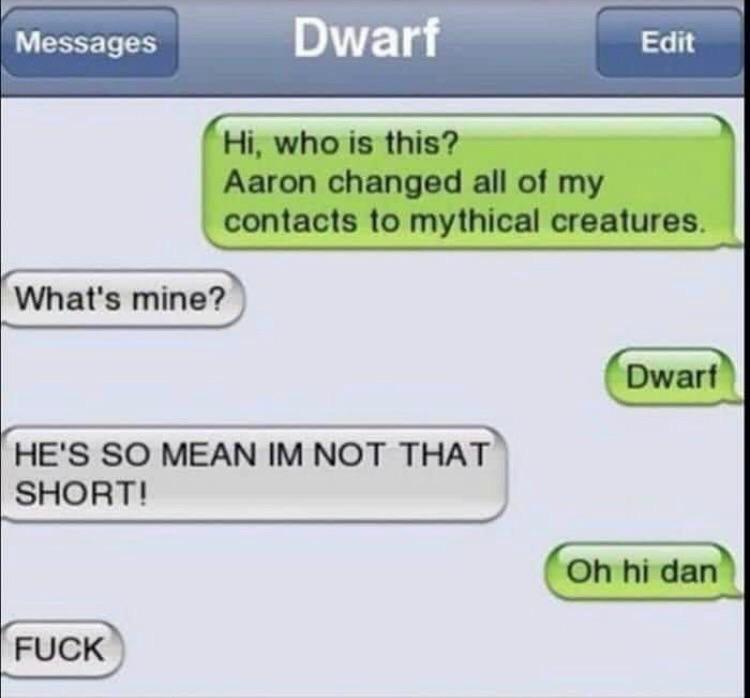 Messages Dwarf Edit
Hi, who is this?
Aaron changed all of my
contacts to mythical creatures.
What's mine?
Dwarf
HE'S SO MEAN IM NOT THAT
SHORT!
Oh hi dan
FUCK